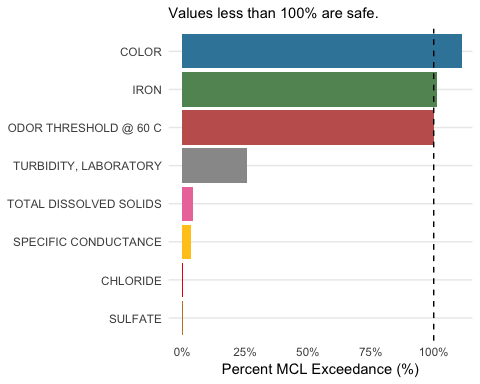 Values less than 100% are safe.
COLOR
IRON
ODOR THRESHOLD @ 60 C
TURBIDITY, LABORATORY
TOTAL DISSOLVED SOLIDS
SPECIFIC CONDUCTANCE
CHLORIDE
SULFATE
0% 25% 50% 75% 100%
Percent MCL Exceedance (%)